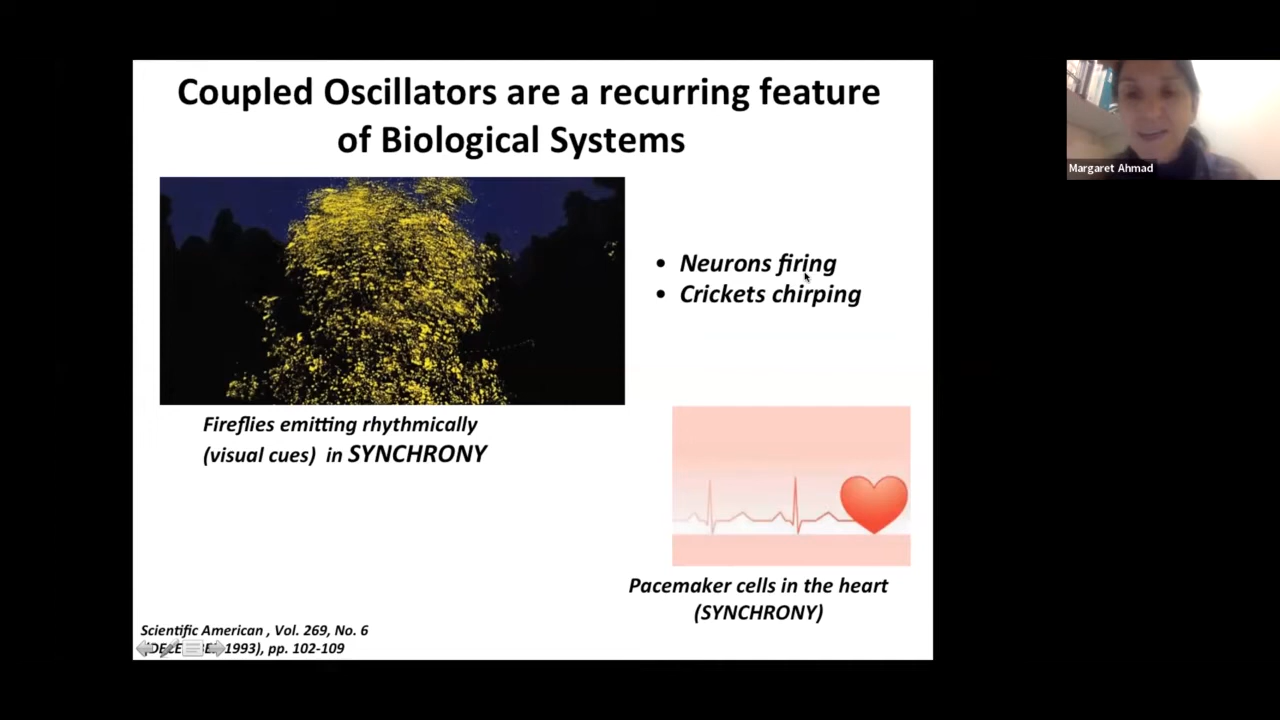 Coupled Oscillators are a recurring feature
of Biological Systems
Margaret Ahmad
• Neurons firing
• Crickets chirping
Fireflies emitting rhythmically
(visual cues) in SYNCHRONY
Pacemaker cells in the heart
(SYNCHRONY)
Scientific American , Vol. 269, No. 6
(DECEMBER 1993), pp. 102-109